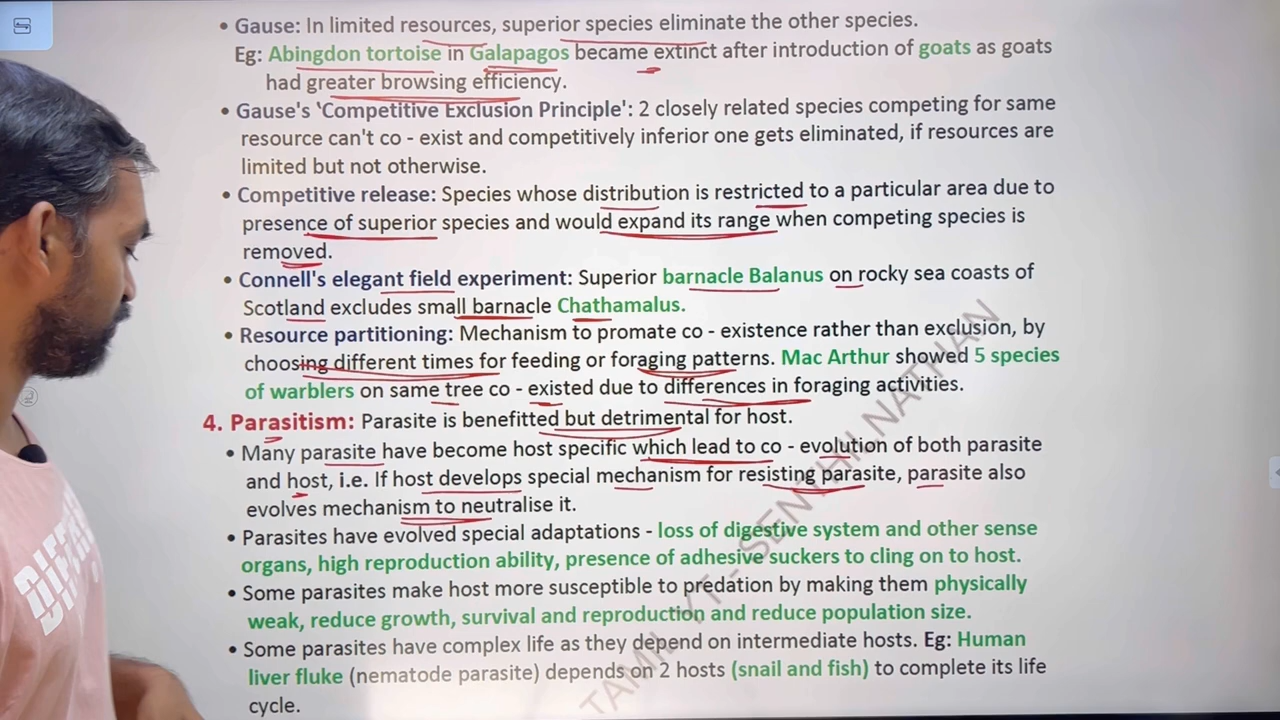 • Gause: In limited resources, superior species eliminate the other species.
Eg: Abingdon tortoise in Galapagos became extinct after introduction of goats as goats
had greater browsing efficiency.
• Gause's 'Competitive Exclusion Principle': 2 closely related species competing for same
resource can't co - exist and competitively inferior one gets eliminated, if resources are
limited but not otherwise.
• Competitive release: Species whose distribution is restricted to a particular area due to
presence of superior species and would expand its range when competing species is
removed.
• Connell's elegant field experiment: Superior barnacle Balanus on rocky sea coasts of
Scotland excludes small barnacle Chathamalus.
• Resource partitioning: Mechanism to promate co - existence rather than exclusion, by
choosing different times for feeding or foraging patterns. Mac Arthur showed 5 species
of warblers on same tree co - existed due to differences in foraging activities.
4. Parasitism: Parasite is benefitted but detrimental for host.
• Many parasite have become host specific which lead to co - evolution of both parasite
and host, i.e. If host develops special mechanism for resisting parasite, parasite also
evolves mechanism to neutralise it.
• Parasites have evolved special adaptations - loss of digestive system and other sense
organs, high reproduction ability, presence of adhesive suckers to cling on to host.
• Some parasites make host more susceptible to predation by making them physically
weak, reduce growth, survival and reproduction and reduce population size.
• Some parasites have complex life as they depend on intermediate hosts. Eg: Human
liver fluke (nematode parasite) depends on 2 hosts (snail and fish) to complete its life
cycle.